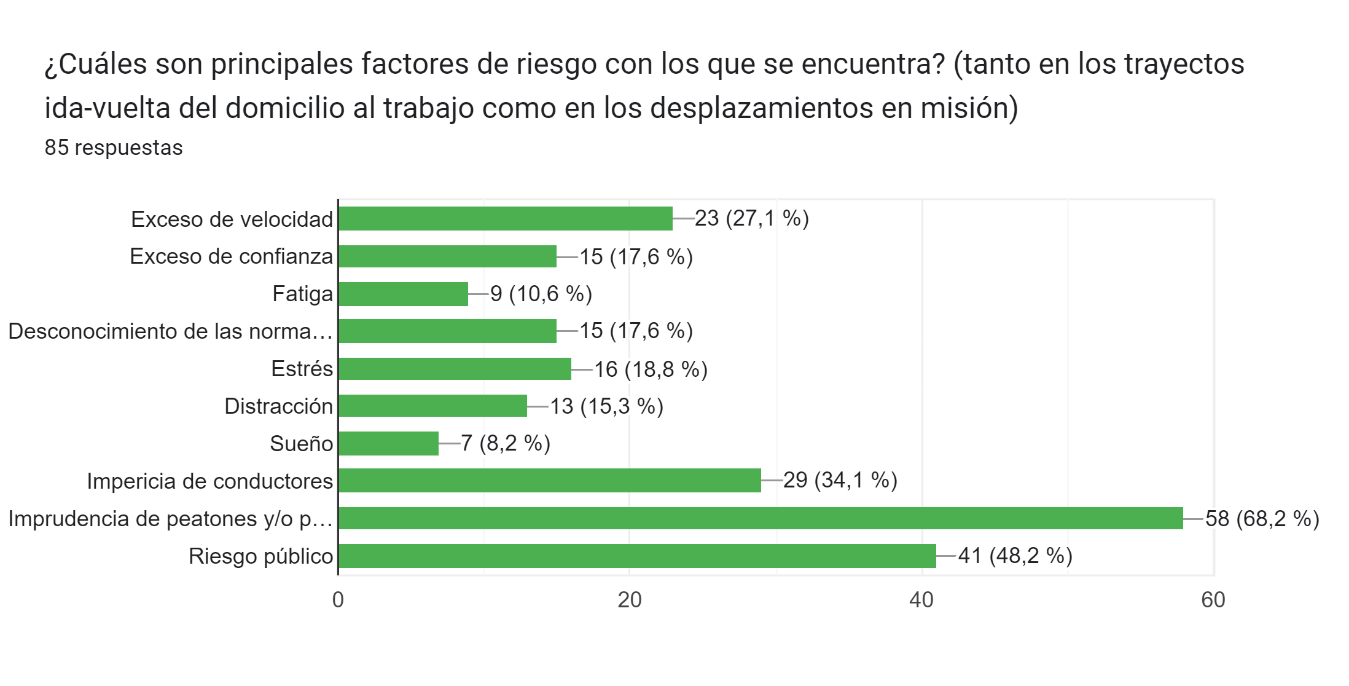 ¿Cuáles son principales factores de riesgo con los que se encuentra? (tanto en los trayectos
ida-vuelta del domicilio al trabajo como en los desplazamientos en misión)
85 respuestas
Exceso de velocidad 23 (27,1 %)
Exceso de confianza 15 (17,6 %)
Fatiga 9 (10,6 %)
Desconocimiento de las norma… 15 (17,6 %)
Estrés 16 (18,8 %)
Distracción 13 (15,3 %)
Sueño 7 (8,2 %)
Impericia de conductores 29 (34,1 %)
Imprudencia de peatones y/o p… 58 (68,2 %)
Riesgo público 41 (48,2 %)
0 20 40 60